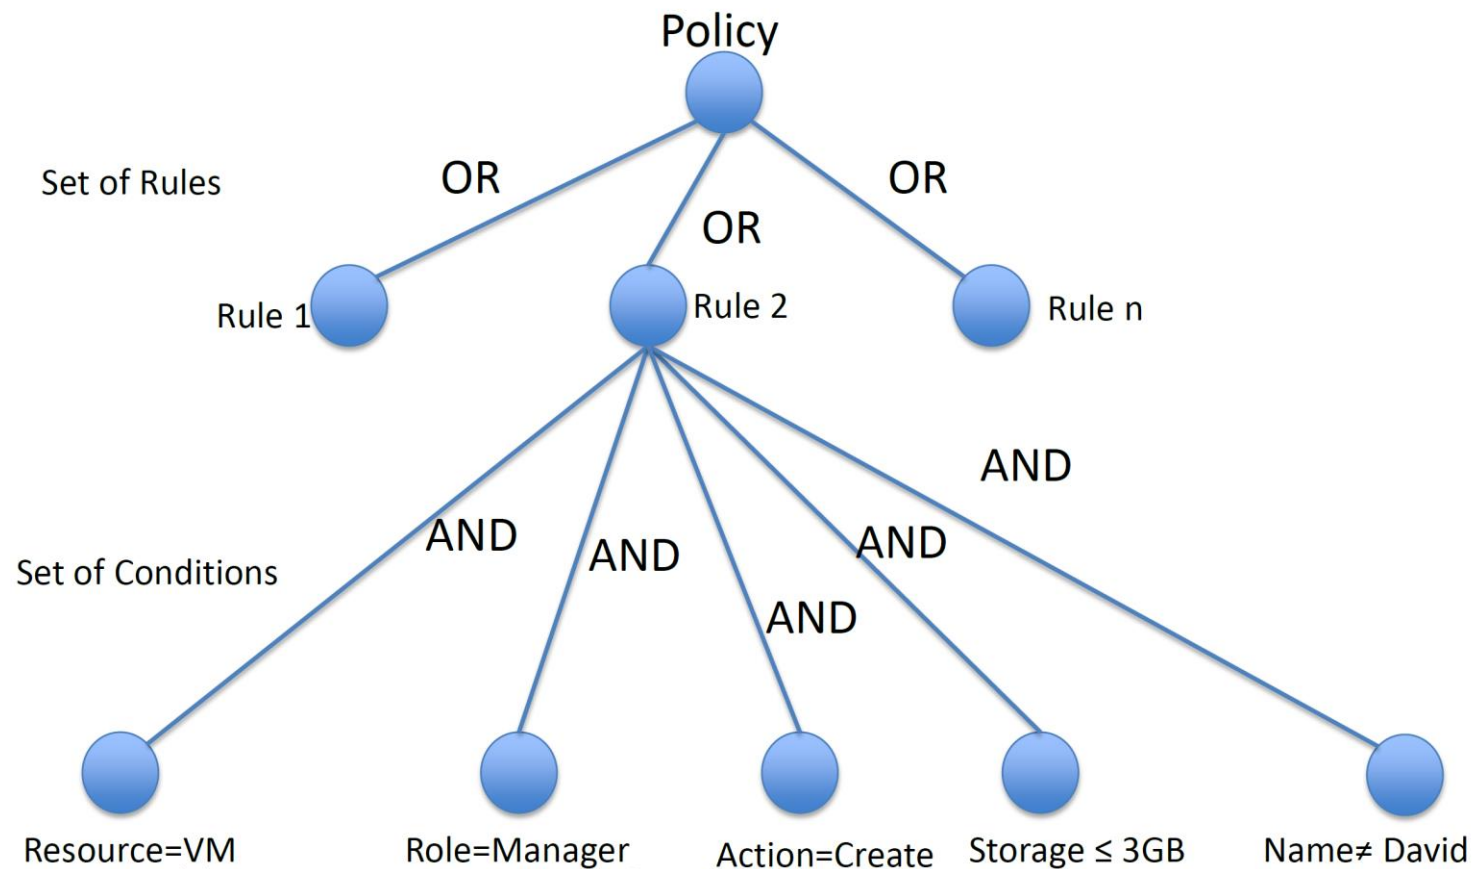 Policy
Set of Rules
OR
OR
OR
Rule 1
Rule 2
Rule n
AND
AND
AND
AND
AND
Set of Conditions
Resource=VM
Role=Manager
Action=Create
Storage ≤ 3GB
Name≠ David